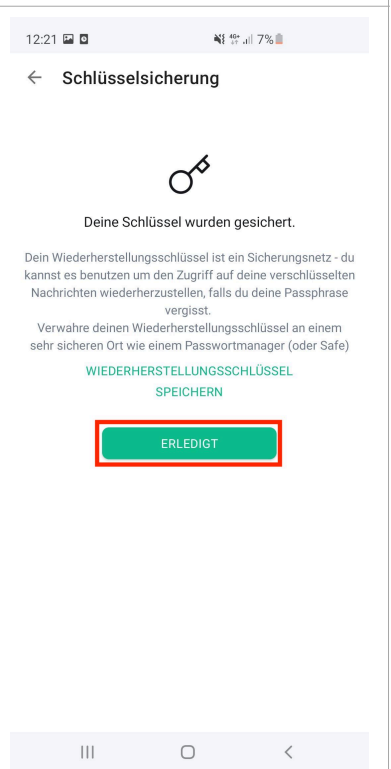 12:21
4G+ 7%
Schlüsselsicherung
Deine Schlüssel wurden gesichert.
Dein Wiederherstellungsschlüssel ist ein Sicherungsnetz - du
kannst es benutzen um den Zugriff auf deine verschlüsselten
Nachrichten wiederherzustellen, falls du deine Passphrase
vergisst.
Verwahre deinen Wiederherstellungsschlüssel an einem
sehr sicheren Ort wie einem Passwortmanager (oder Safe)
WIEDERHERSTELLUNGSSCHLÜSSEL
SPEICHERN
ERLEDIGT